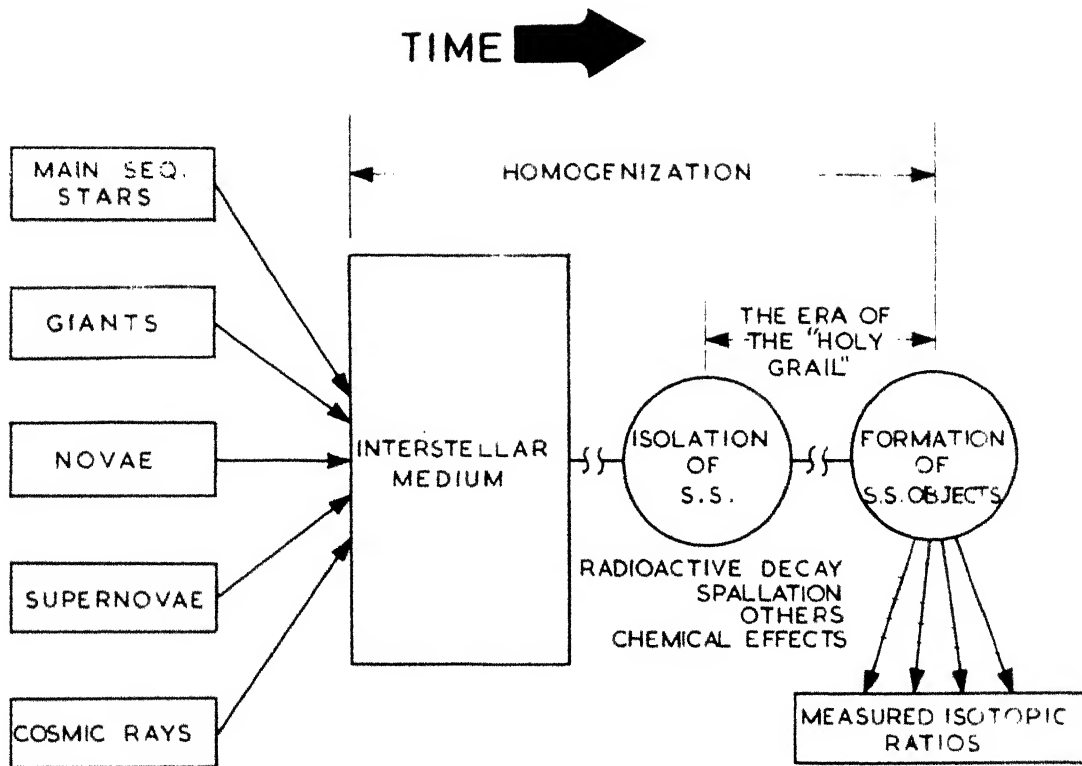 TIME
HOMOGENIZATION
MAIN SEQ.
STARS
GIANTS
NOVAE
SUPERNOVAE
COSMIC RAYS
INTERSTELLAR
MEDIUM
THE ERA OF
THE "HOLY
GRAIL"
ISOLATION
OF
S.S.
FORMATION
OF
S.S. OBJECTS
RADIOACTIVE DECAY
SPALLATION
OTHERS
CHEMICAL EFFECTS
MEASURED ISOTOPIC
RATIOS